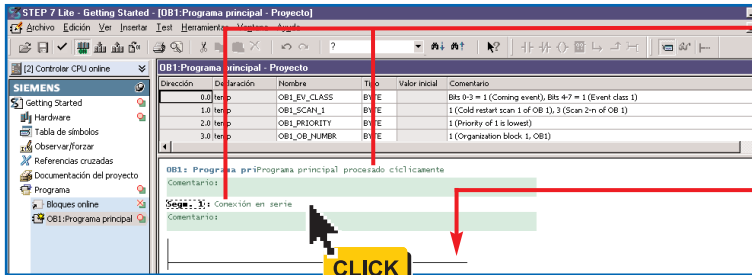 STEP 7 Lite - Getting Started - [OB1:Programa principal - Proyecto]
Archivo Edición Ver Insertar Test Herramientas Ventana Ayuda
?
[2] Controlar CPU online
OB1:Programa principal - Proyecto
SIEMENS
Getting Started
Hardware
Tabla de símbolos
Observar/forzar
Referencias cruzadas
Documentación del proyecto
Programa
Bloques online
OB1:Programa principal
Dirección Declaración Nombre Tipo Valor inicial Comentario
0.0 temp OB1_EV_CLASS BYTE Bits 0-3 = 1 (Coming event), Bits 4-7 = 1 (Event class 1)
1.0 temp OB1_SCAN_1 BYTE 1 (Cold restart scan 1 of OB 1), 3 (Scan 2-n of OB 1)
2.0 temp OB1_PRIORITY BYTE 1 (Priority of 1 is lowest)
3.0 temp OB1_OB_NUMBR BYTE 1 (Organization block 1, OB1)
OB1: Programa priPrograma principal procesado cíclicamente
Comentario:
Segm. 1: Conexión en serie
Comentario:
CLICK